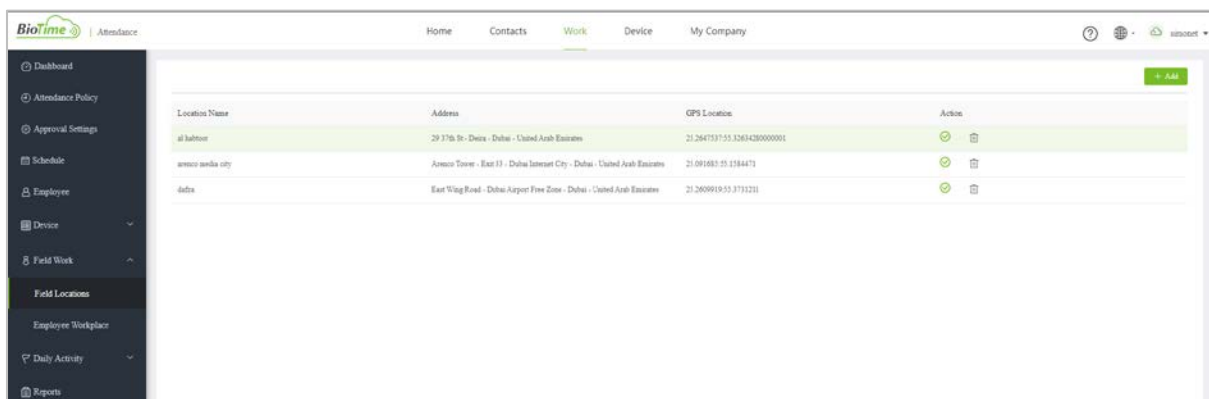 BioTime | Attendance
Home Contacts Work Device My Company
simonet
Dashboard
Attendance Policy
Approval Settings
Schedule
Employee
Device
Field Work
Field Locations
Employee Workplace
Daily Activity
Reports
+ Add
Location Name Address GPS Location Action
al habtoor 29 37th St - Deira - Dubai - United Arab Emirates
arenco media city Arenco Tower - Exit 33 - Dubai Internet City - Dubai - United Arab Emirates
dafza East Wing Road - Dubai Airport Free Zone - Dubai - United Arab Emirates